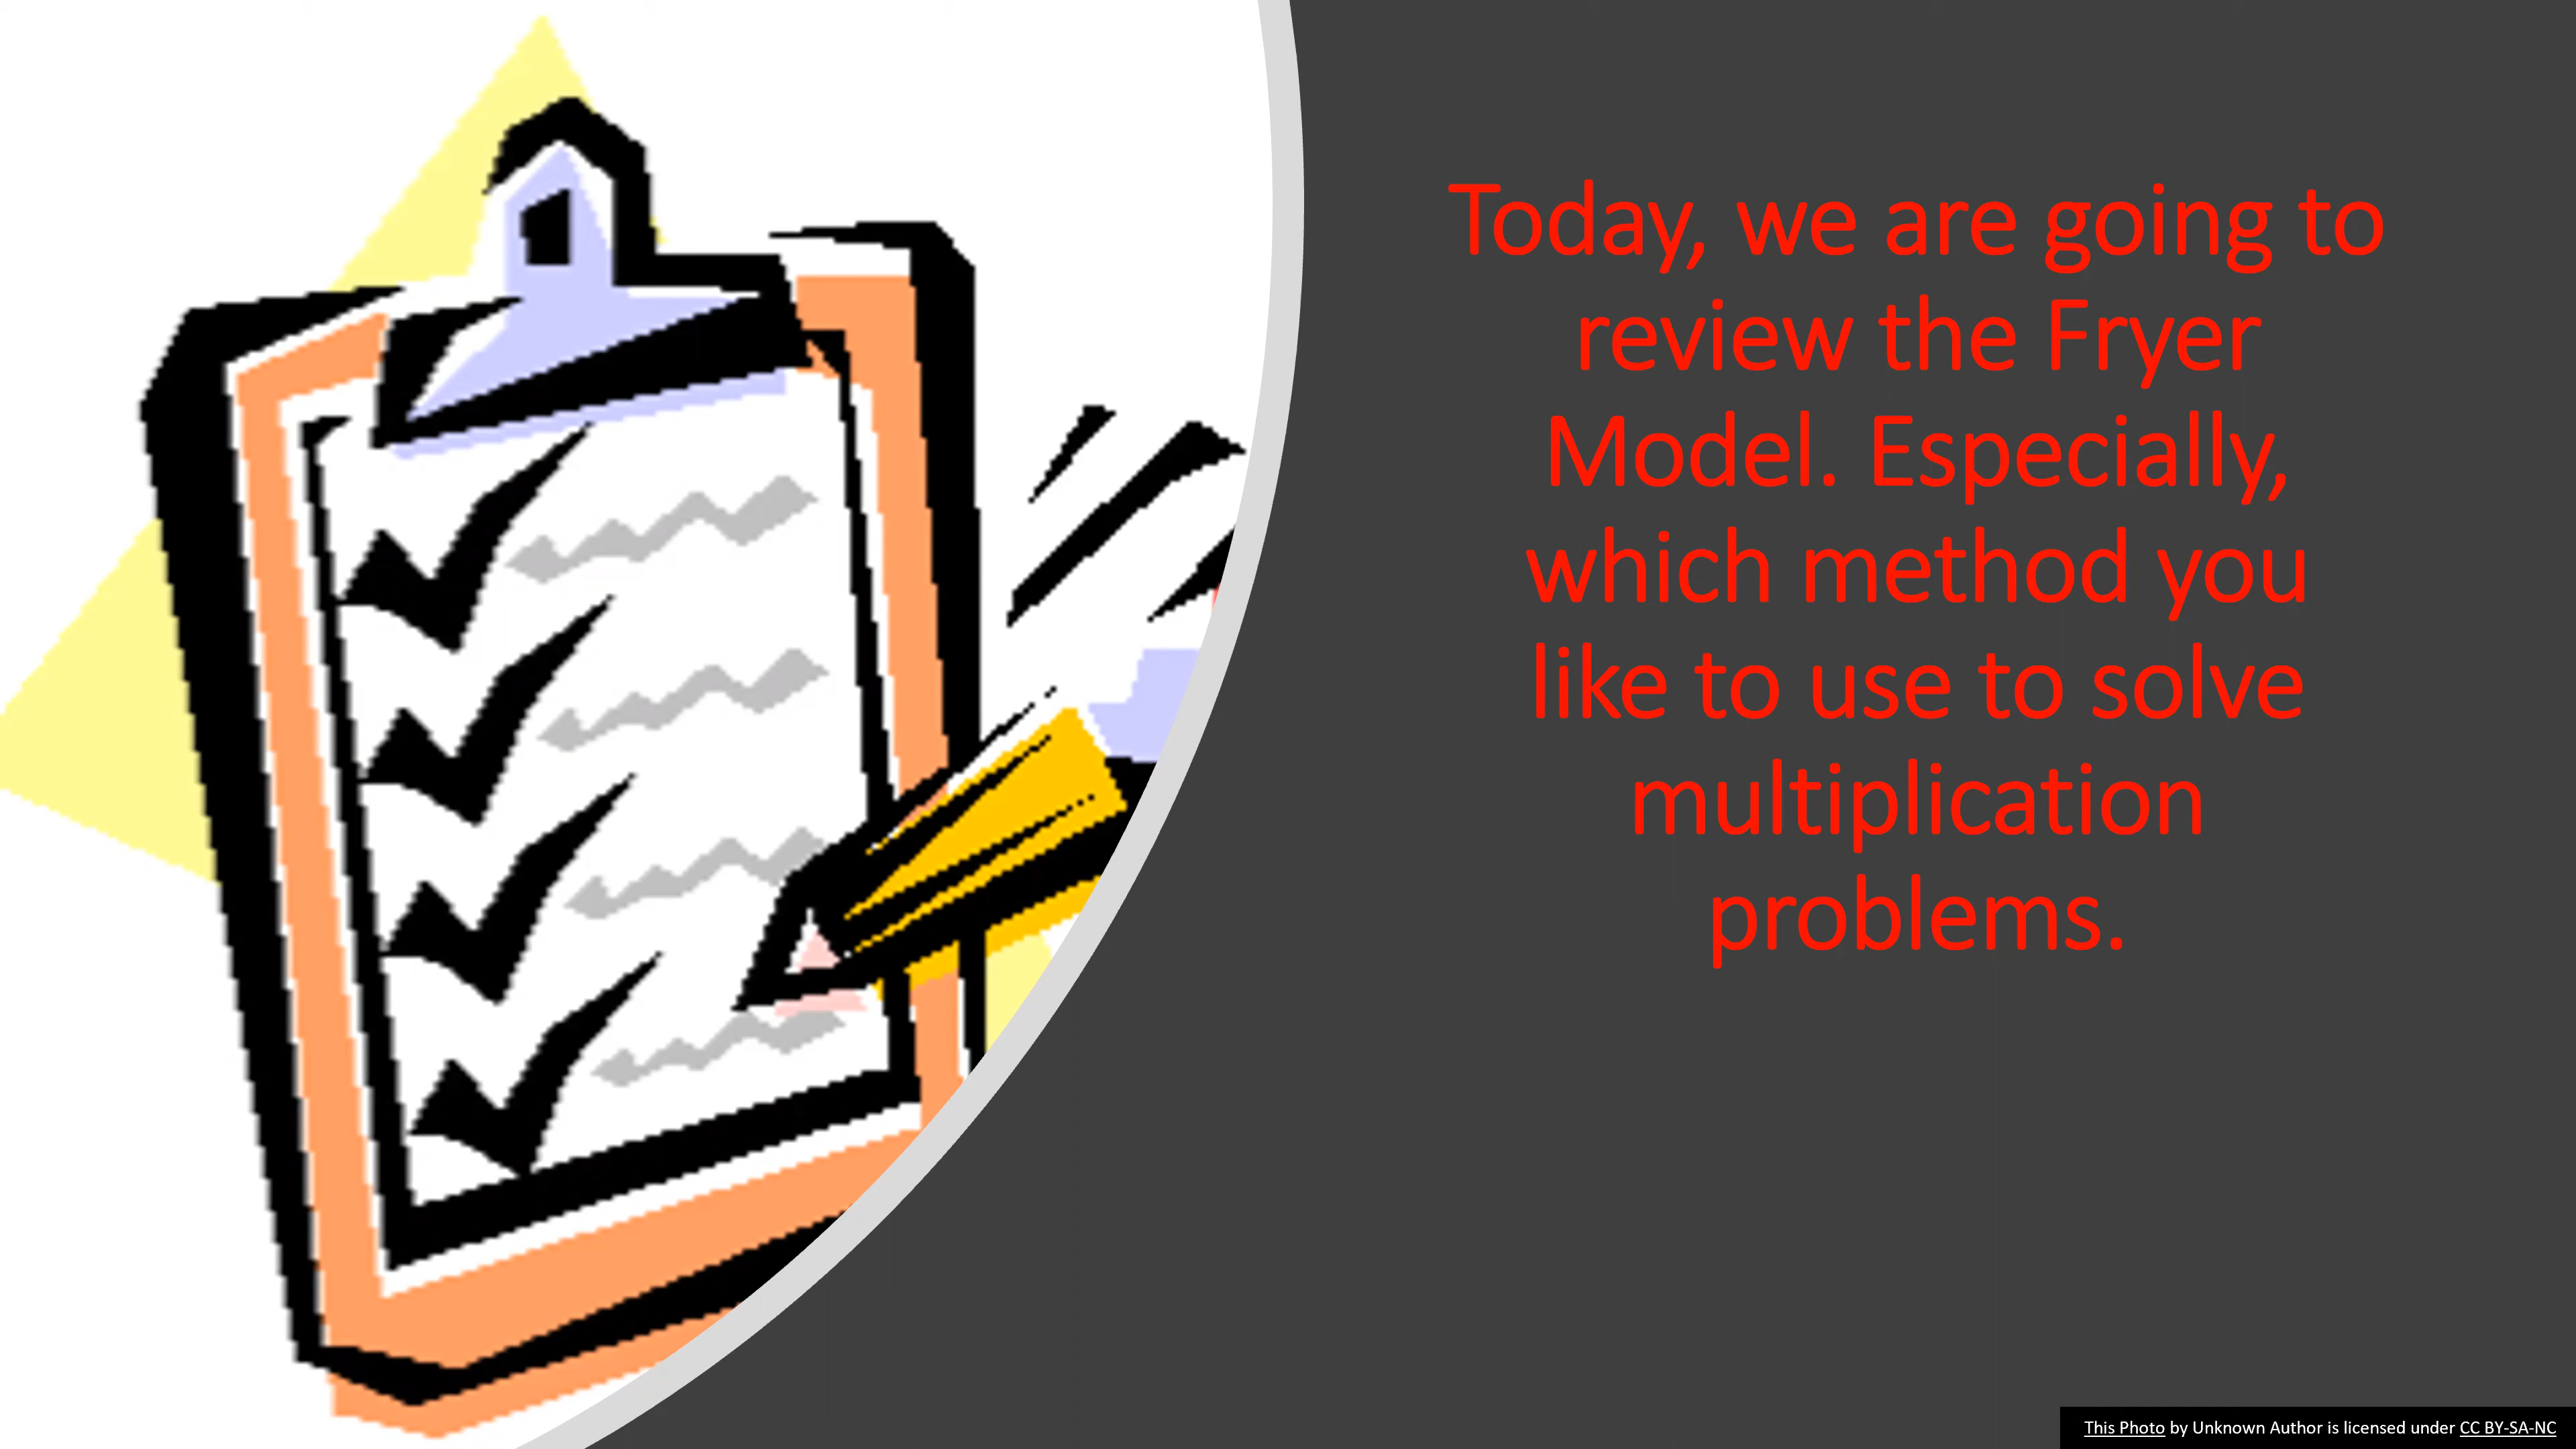 Today, we are going to
review the Fryer
Model. Especially,
which method you
like to use to solve
multiplication
problems.
This Photo by Unknown Author is licensed under CC BY-SA-NC